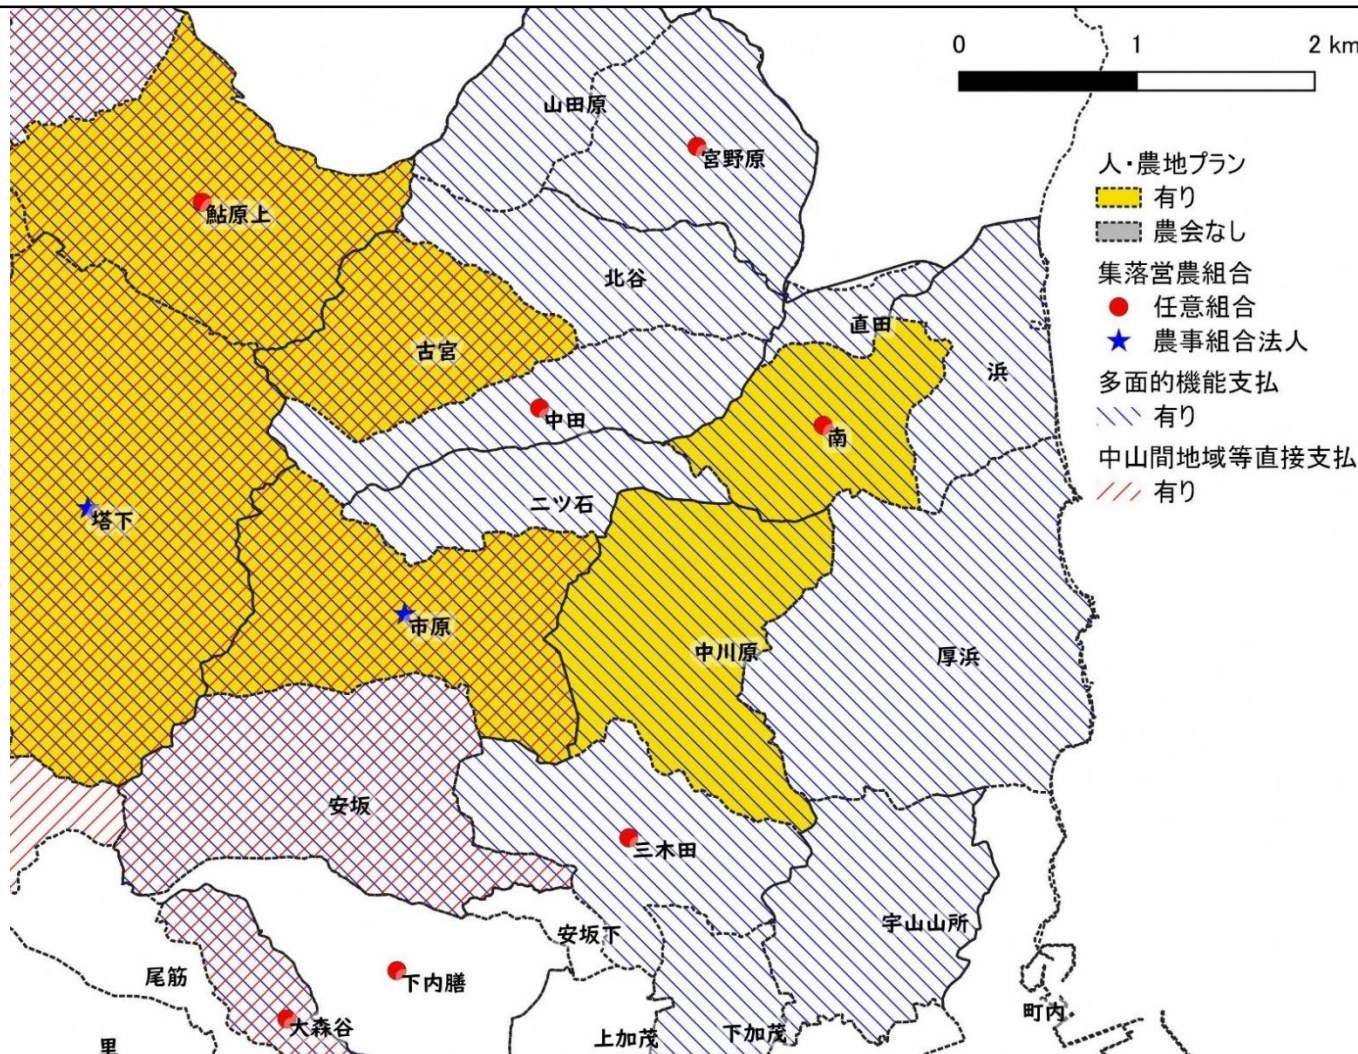 0 1 2 km
人・農地プラン
有り
農会なし
集落営農組合
任意組合
農事組合法人
多面的機能支払
有り
中山間地域等直接支払
有り
山田原
宮野原
鮎原上
北谷
直田
古宮
浜
中田
南
二ツ石
塔下
市原
中川原
厚浜
安坂
三木田
宇山山所
安坂下
尾筋
下内膳
町内
大森谷
上加茂
下加茂
里